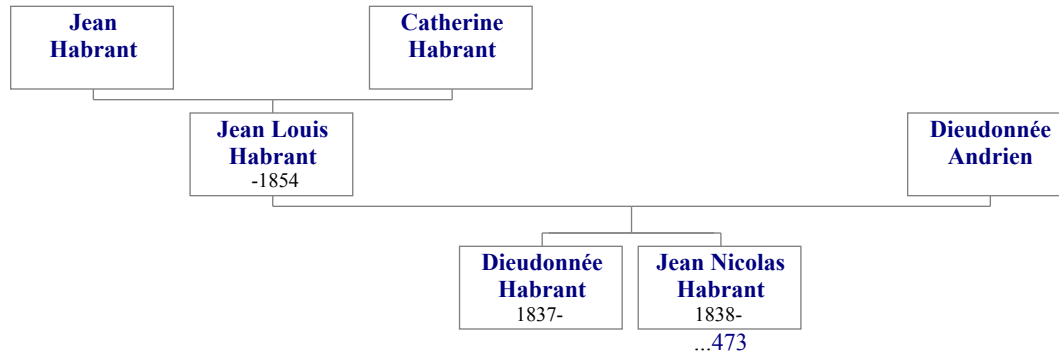 Jean
Habrant
Catherine
Habrant
Jean Louis
Habrant
-1854
Dieudonnée
Andrien
Dieudonnée
Habrant
1837-
Jean Nicolas
Habrant
1838-
...473